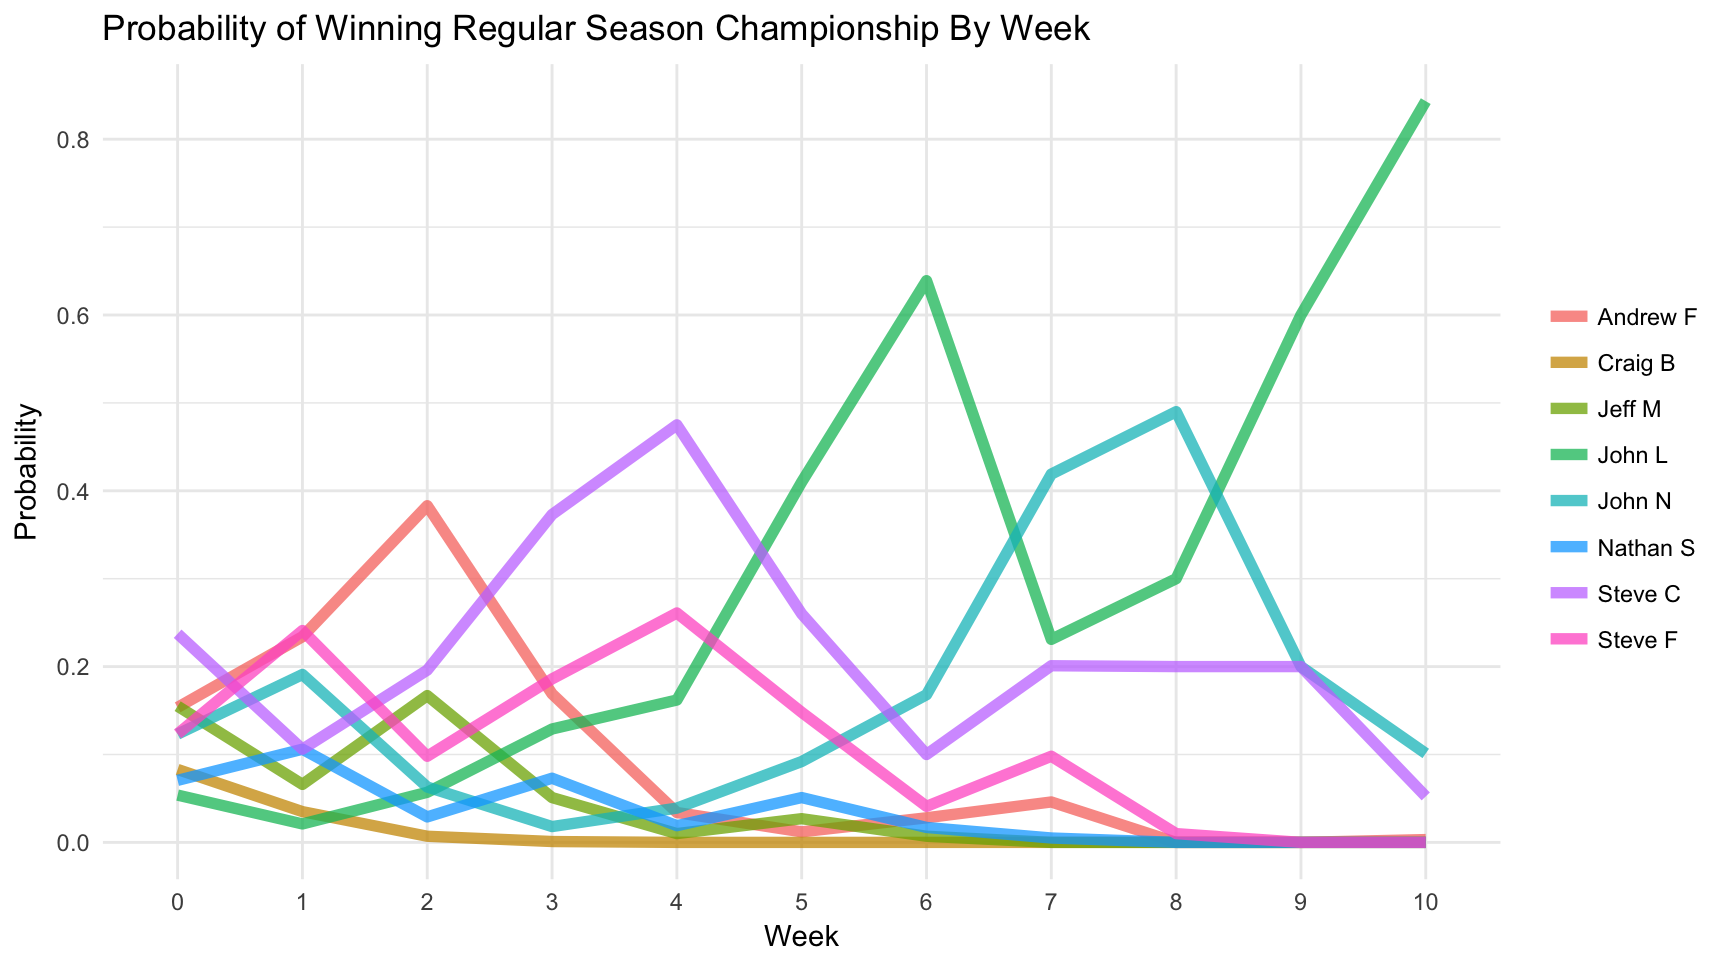 Probability of Winning Regular Season Championship By Week
Probability
0.8
0.6
0.4
0.2
0.0
0 1 2 3 4 5 6 7 8 9 10
Week
Andrew F
Craig B
Jeff M
John L
John N
Nathan S
Steve C
Steve F